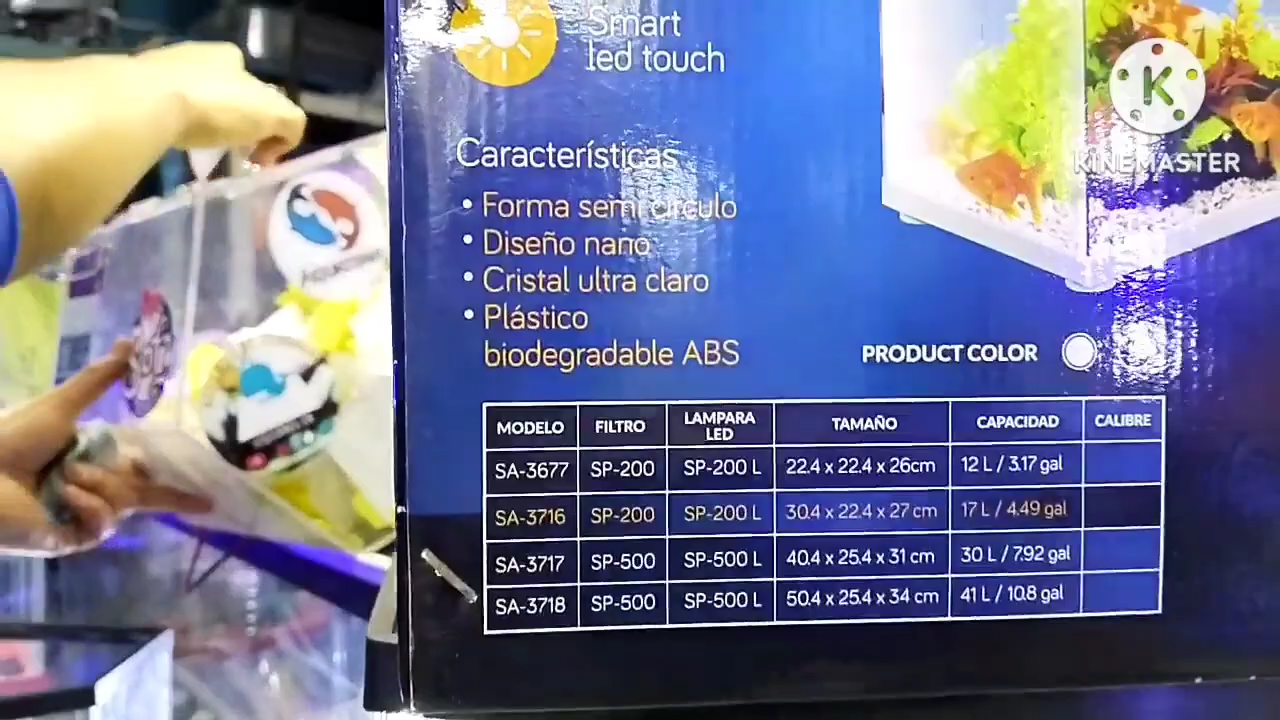 Smart
led touch
Características
• Forma semi círculo
• Diseño nano
• Cristal ultra claro
• Plástico
biodegradable ABS
K
KINEMASTER
PRODUCT COLOR
MODELO FILTRO LAMPARA LED TAMAÑO CAPACIDAD CALIBRE
SA-3677 SP-200 SP-200 L 22.4 x 22.4 x 26cm 12 L / 3.17 gal
SA-3716 SP-200 SP-200 L 30.4 x 22.4 x 27 cm 17 L / 4.49 gal
SA-3717 SP-500 SP-500 L 40.4 x 25.4 x 31 cm 30 L / 7.92 gal
SA-3718 SP-500 SP-500 L 50.4 x 25.4 x 34 cm 41 L / 10.8 gal